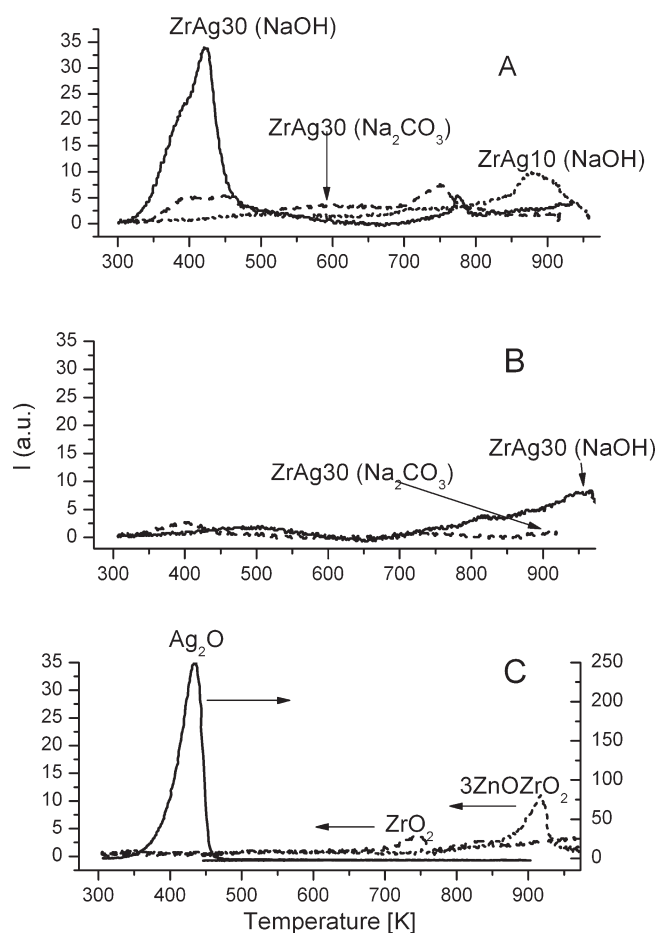 ZrAg30 (NaOH)
35
30
25
20
15
10
5
0
A
ZrAg30 (Na₂CO₃)
ZrAg10 (NaOH)
300 400 500 600 700 800 900
I (a.u.)
35
30
25
20
15
10
5
0
B
ZrAg30 (NaOH)
ZrAg30 (Na₂CO₃)
300 400 500 600 700 800 900
Ag₂O
35
30
25
20
15
10
5
0
C
3ZnOZrO₂
ZrO₂
250
200
150
100
50
0
300 400 500 600 700 800 900
Temperature [K]